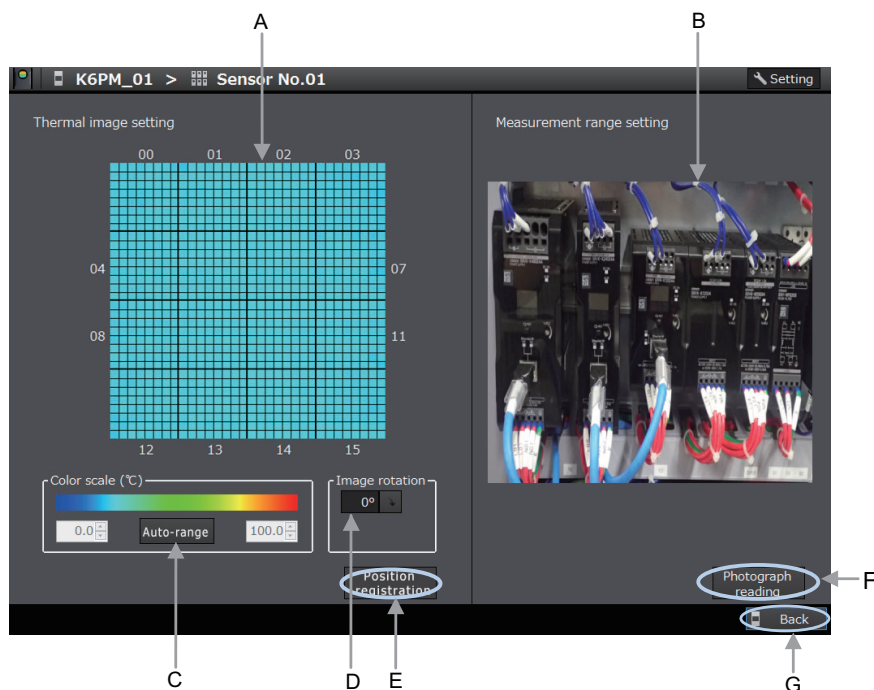 A
B
K6PM_01 > Sensor No.01
Setting
Thermal image setting
Measurement range setting
00 01 02 03
04 07
08 11
12 13 14 15
Color scale (℃)
Image rotation
0.0 Auto-range 100.0
0°
Position
registration
Photograph
reading
F
Back
C
D
E
G